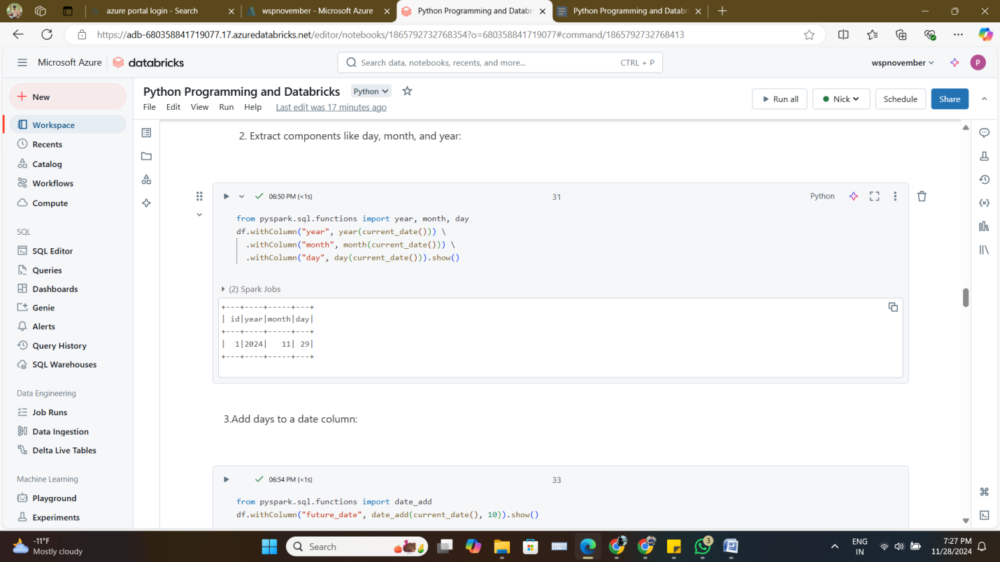 azure portal login - Search
wspnovember - Microsoft Azure
Python Programming and Databri
Python Programming and Databri
https://adb-680358841719077.17.azuredatabricks.net/editor/notebooks/1865792732768354?o=680358841719077#command/1865792732768413
Microsoft Azure
databricks
Search data, notebooks, recents, and more...
CTRL + P
wspnovember
P
New
Workspace
Recents
Catalog
Workflows
Compute
SQL
SQL Editor
Queries
Dashboards
Genie
Alerts
Query History
SQL Warehouses
Data Engineering
Job Runs
Data Ingestion
Delta Live Tables
Machine Learning
Playground
Experiments
Python Programming and Databricks
Python
File Edit View Run Help Last edit was 17 minutes ago
Run all
Nick
Schedule
Share
2. Extract components like day, month, and year:
06:50 PM (<1s)
31
Python
from pyspark.sql.functions import year, month, day
df.withColumn("year", year(current_date())) \
.withColumn("month", month(current_date())) \
.withColumn("day", day(current_date())).show()
(2) Spark Jobs
+---+----+-----+---+
| id|year|month|day|
+---+----+-----+---+
|  1|2024|   11| 29|
+---+----+-----+---+
3.Add days to a date column:
06:54 PM (<1s)
33
from pyspark.sql.functions import date_add
df.withColumn("future_date", date_add(current_date(), 10)).show()
-11°F
Mostly cloudy
Search
3
ENG
IN
7:27 PM
11/28/2024